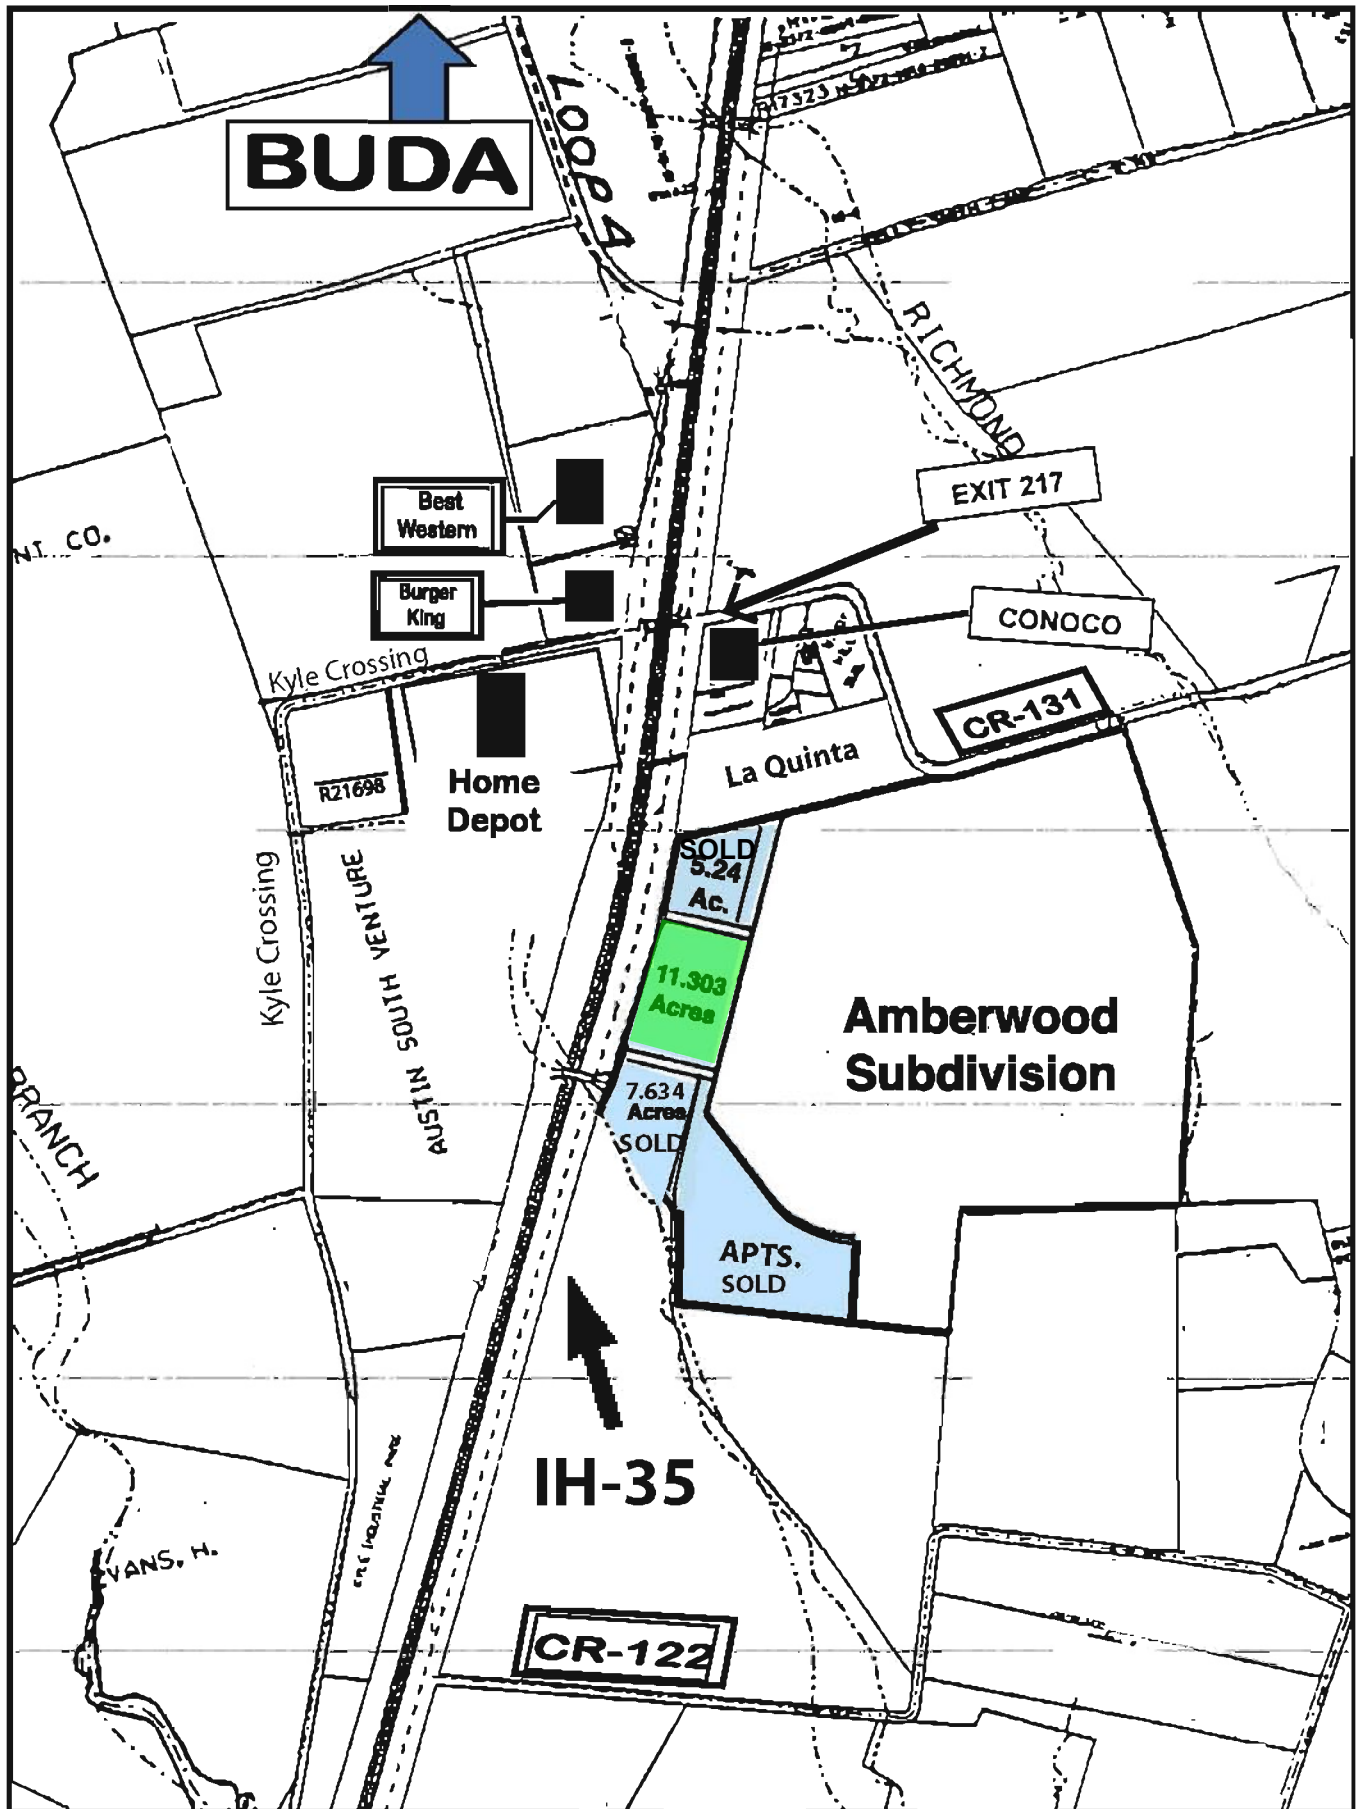 BUDA
LOOP 4
RICHMOND
EXIT 217
Best
Western
NT. CO.
Burger
King
CONOCO
Kyle Crossing
CR-131
La Quinta
R21698
Home
Depot
SOLD
5.24
Ac.
Kyle Crossing
AUSTIN SOUTH VENTURE
11.303
Acres
Amberwood
Subdivision
BRANCH
7.634
Acres
SOLD
APTS.
SOLD
IH-35
VANS. H.
CR-122